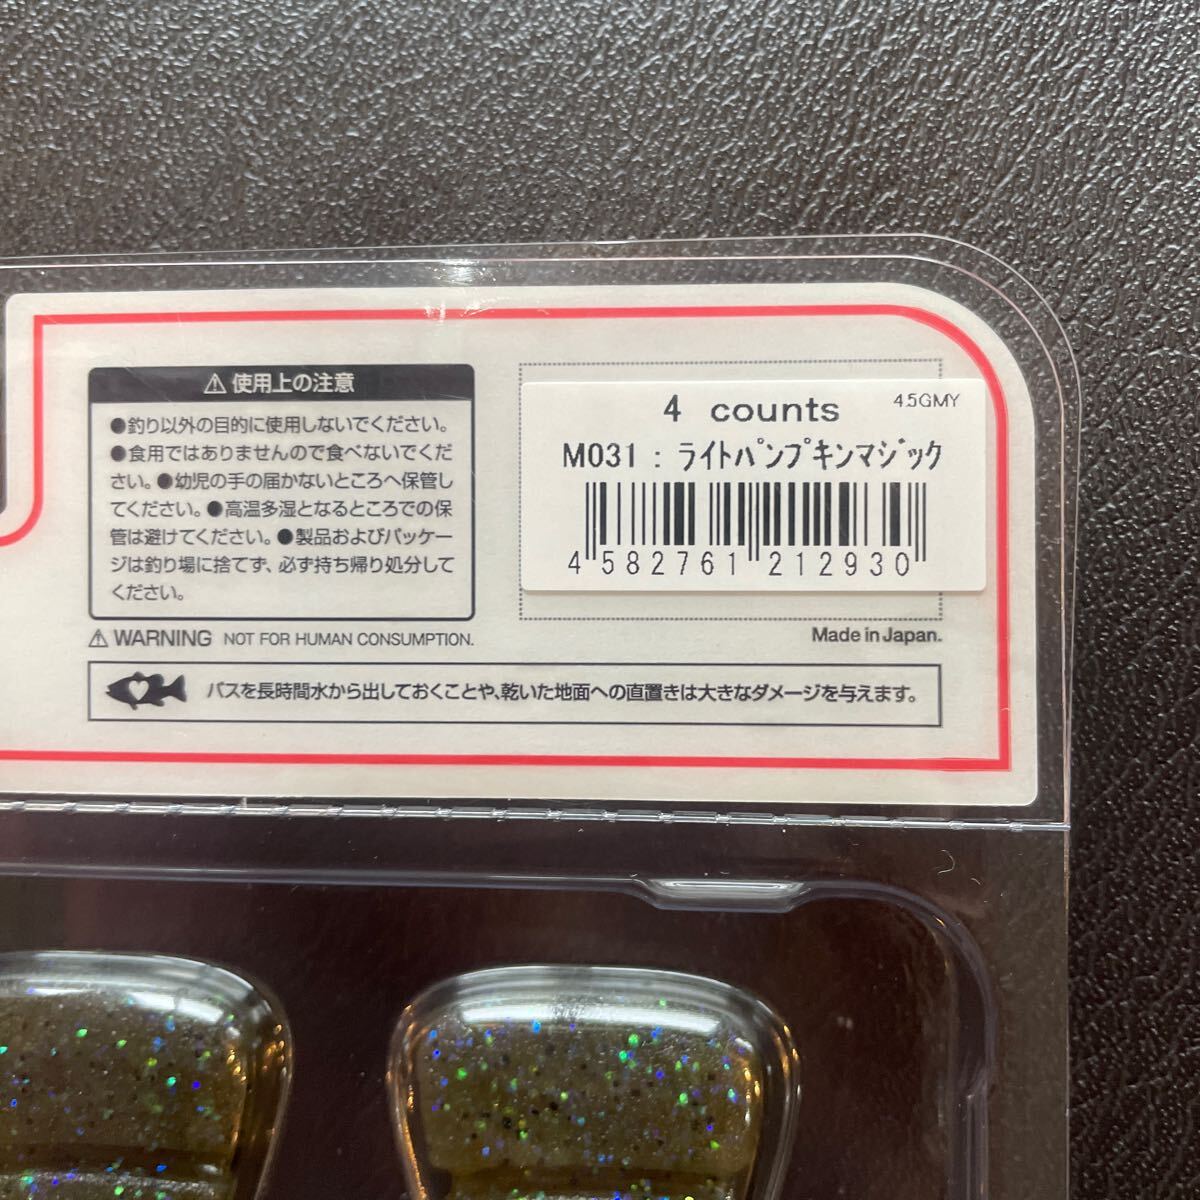 ⚠ 使用上の注意
●釣り以外の目的に使用しないでください。
●食用ではありませんので食べないでくだ
さい。●幼児の手の届かないところへ保管し
てください。●高温多湿となるところでの保
管は避けてください。●製品およびパッケー
ジは釣り場に捨てず、必ず持ち帰り処分して
ください。
⚠ WARNING NOT FOR HUMAN CONSUMPTION.
4 counts 4.5GMY
M031 : ﾗｲﾄﾊﾟﾝﾌﾟｷﾝﾏｼﾞｯｸ
4 582761 212930
Made in Japan.
バスを長時間水から出しておくことや、乾いた地面への直置きは大きなダメージを与えます。